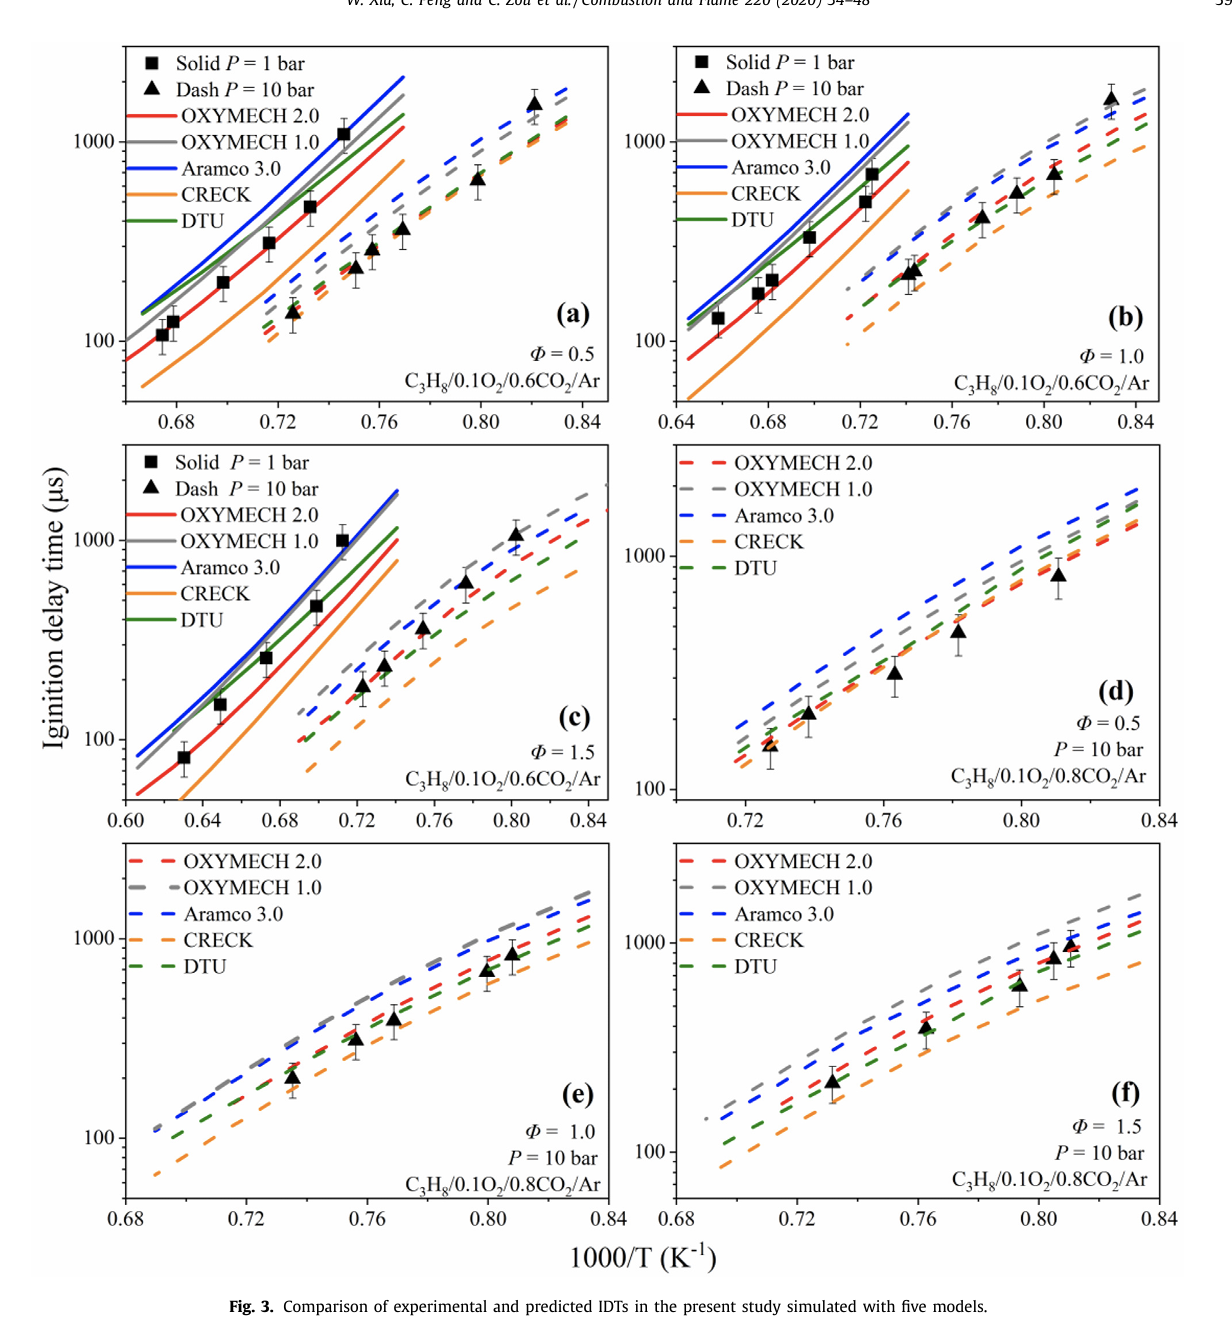 W. Xia, C. Peng and C. Zou et al. / Combustion and Flame 220 (2020) 34–48
Solid P = 1 bar
Dash P = 10 bar
OXYMECH 2.0
OXYMECH 1.0
Aramco 3.0
CRECK
DTU
1000
100
(a)
Φ = 0.5
C3H8/0.1O2/0.6CO2/Ar
0.68 0.72 0.76 0.80 0.84
Solid P = 1 bar
Dash P = 10 bar
OXYMECH 2.0
OXYMECH 1.0
Aramco 3.0
CRECK
DTU
1000
100
(b)
Φ = 1.0
C3H8/0.1O2/0.6CO2/Ar
0.64 0.68 0.72 0.76 0.80 0.84
Ignition delay time (μs)
Solid P = 1 bar
Dash P = 10 bar
OXYMECH 2.0
OXYMECH 1.0
Aramco 3.0
CRECK
DTU
1000
100
(c)
Φ = 1.5
C3H8/0.1O2/0.6CO2/Ar
0.60 0.64 0.68 0.72 0.76 0.80 0.84
OXYMECH 2.0
OXYMECH 1.0
Aramco 3.0
CRECK
DTU
1000
100
(d)
Φ = 0.5
P = 10 bar
C3H8/0.1O2/0.8CO2/Ar
0.72 0.76 0.80 0.84
OXYMECH 2.0
OXYMECH 1.0
Aramco 3.0
CRECK
DTU
1000
100
(e)
Φ = 1.0
P = 10 bar
C3H8/0.1O2/0.8CO2/Ar
0.68 0.72 0.76 0.80 0.84
OXYMECH 2.0
OXYMECH 1.0
Aramco 3.0
CRECK
DTU
1000
100
(f)
Φ = 1.5
P = 10 bar
C3H8/0.1O2/0.8CO2/Ar
0.68 0.72 0.76 0.80 0.84
1000/T (K-1)
Fig. 3. Comparison of experimental and predicted IDTs in the present study simulated with five models.